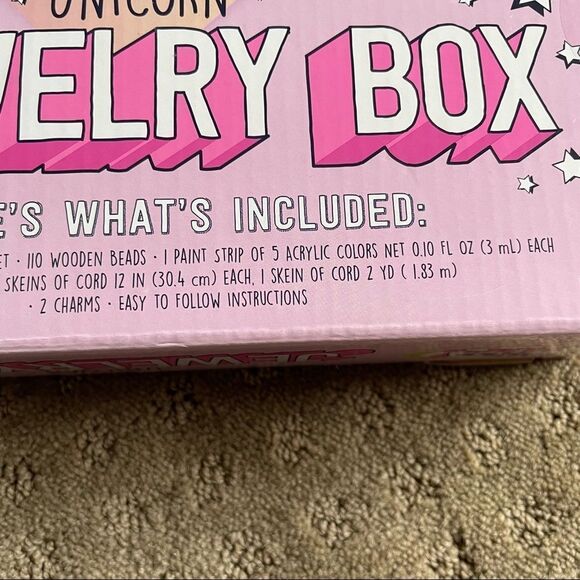 UNICORN
WELRY BOX
E'S WHAT'S INCLUDED:
ET · 110 WOODEN BEADS · 1 PAINT STRIP OF 5 ACRYLIC COLORS NET 0.10 FL OZ (3 mL) EACH
SKEINS OF CORD 12 IN (30.4 cm) EACH, 1 SKEIN OF CORD 2 YD ( 1.83 m)
· 2 CHARMS · EASY TO FOLLOW INSTRUCTIONS